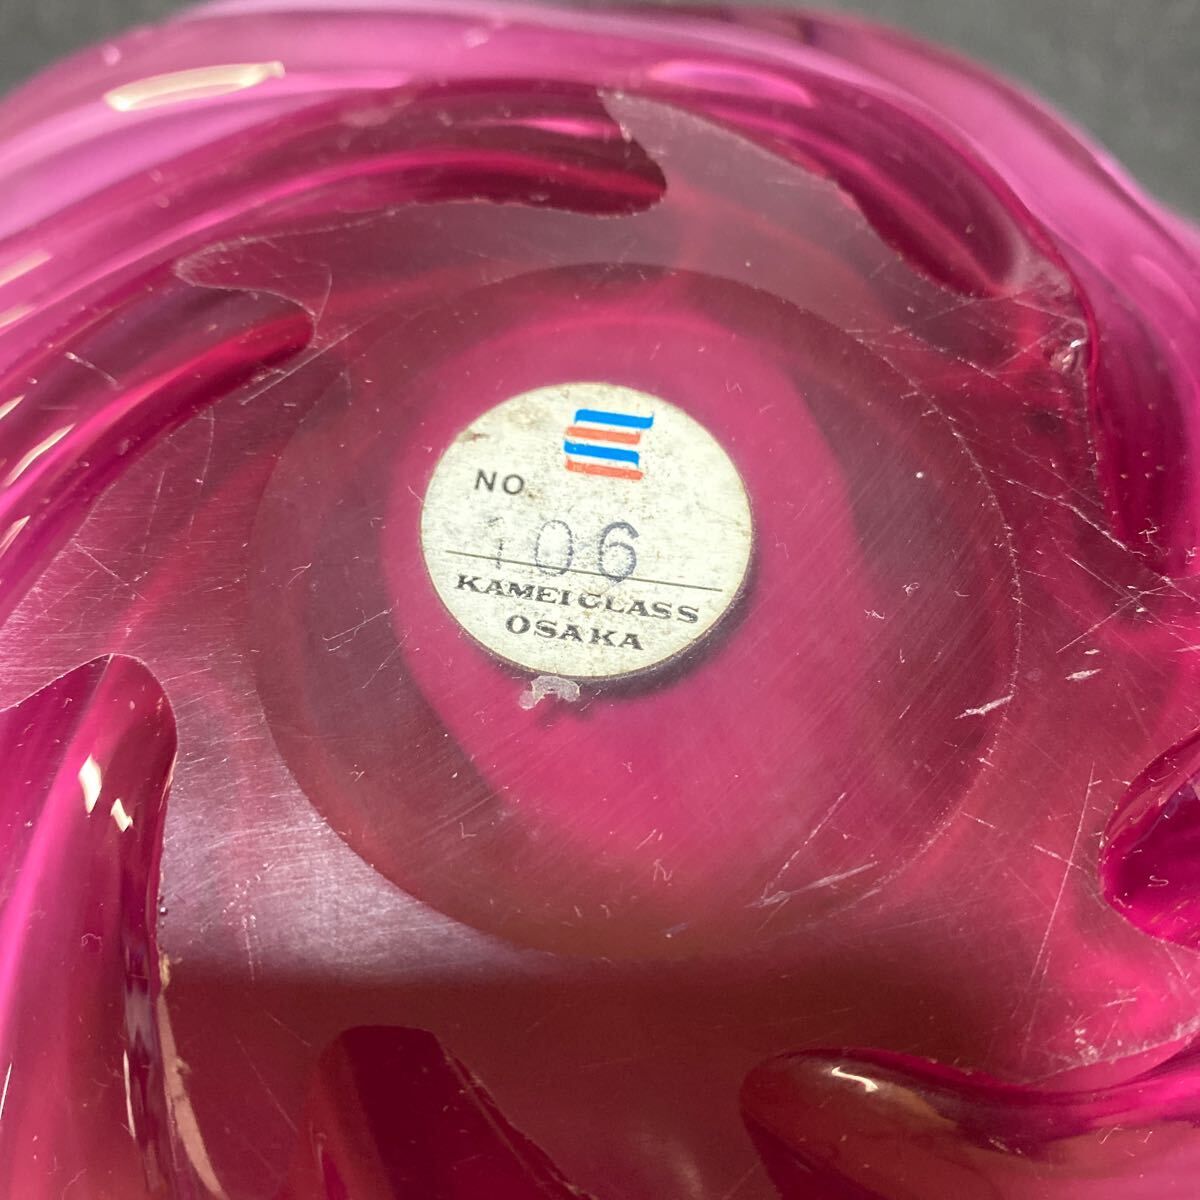 NO.
106
KAMEI GLASS
OSAKA